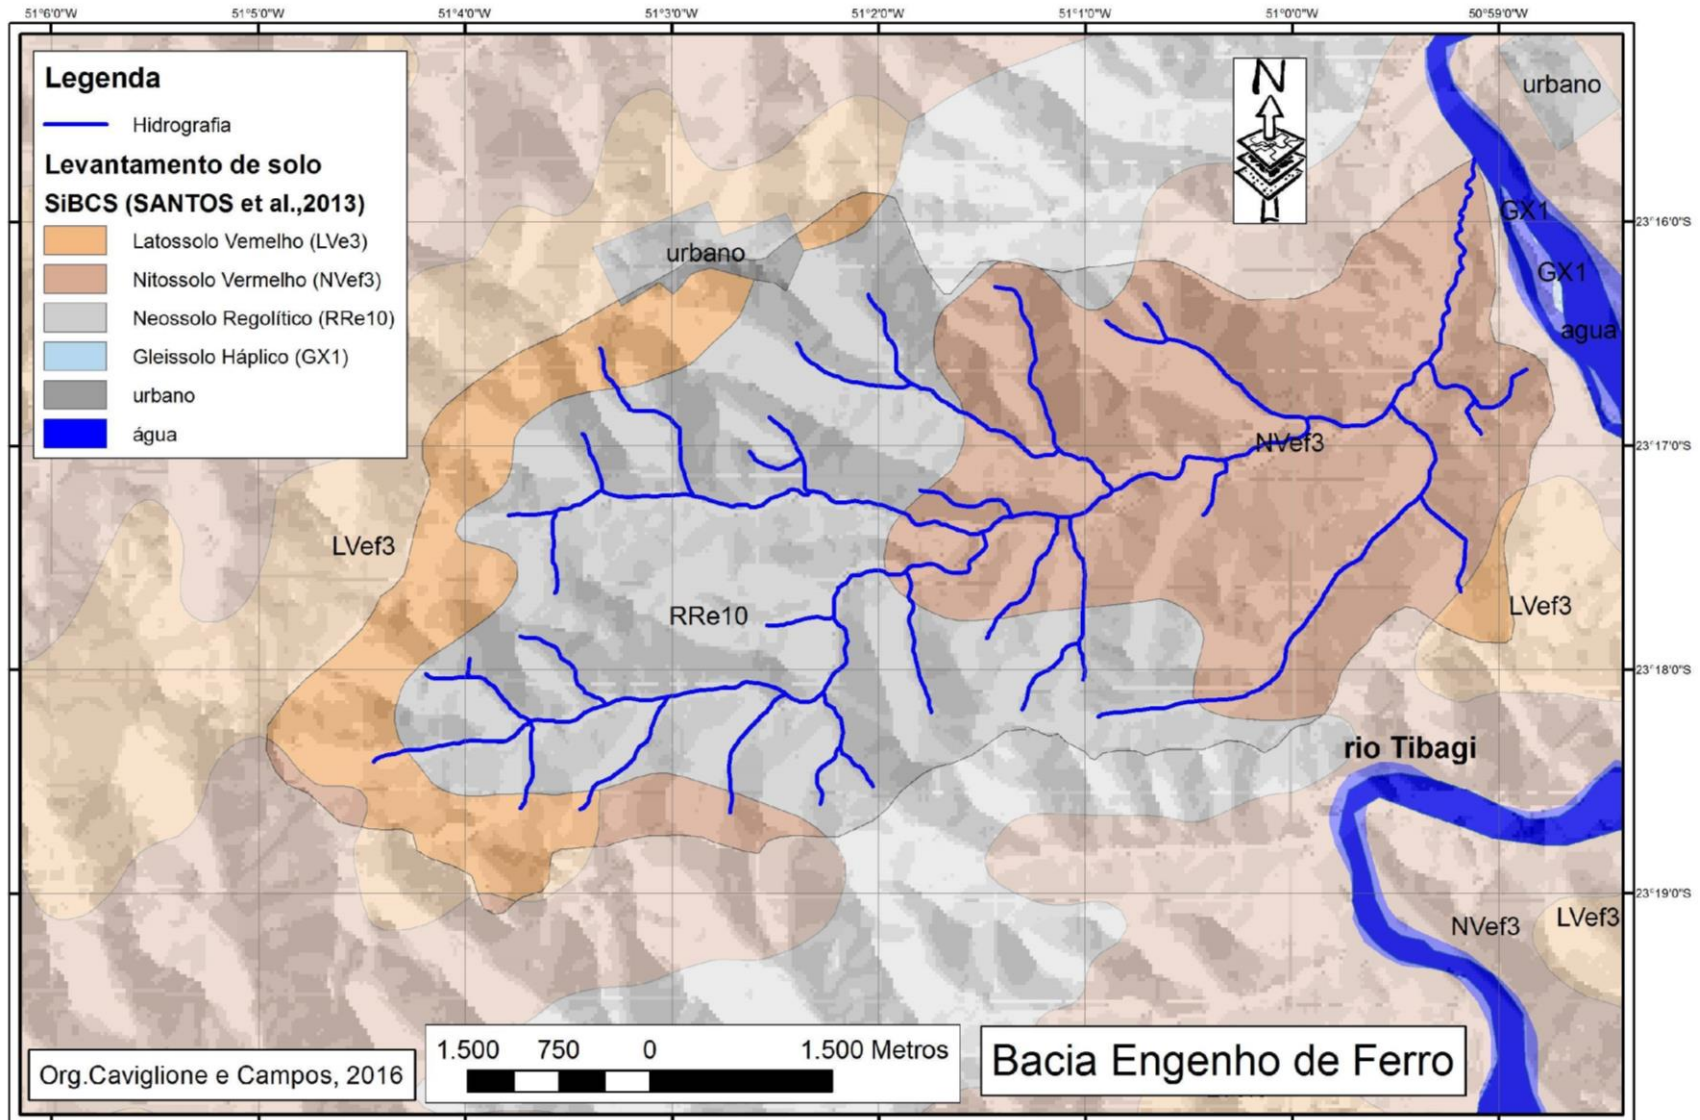 51°6'0"W 51°5'0"W 51°4'0"W 51°3'0"W 51°2'0"W 51°1'0"W 51°0'0"W 50°59'0"W
Legenda
Hidrografia
Levantamento de solo
SiBCS (SANTOS et al.,2013)
Latossolo Vemelho (LVe3)
Nitossolo Vermelho (NVef3)
Neossolo Regolítico (RRe10)
Gleissolo Háplico (GX1)
urbano
água
N
urbano
GX1
23°16'0"S
urbano
GX1
agua
NVef3
23°17'0"S
LVef3
RRe10
LVef3
23°18'0"S
rio Tibagi
23°19'0"S
NVef3
LVef3
Org.Caviglione e Campos, 2016
1.500 750 0 1.500 Metros
Bacia Engenho de Ferro